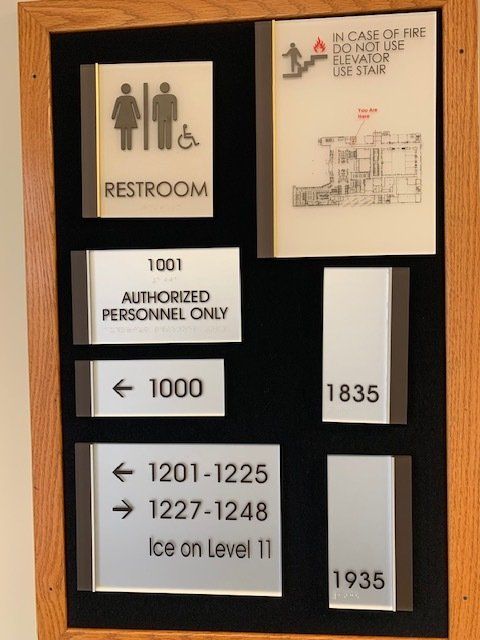 RESTROOM
IN CASE OF FIRE
DO NOT USE
ELEVATOR
USE STAIR
You Are
Here
1001
AUTHORIZED
PERSONNEL ONLY
← 1000
1835
← 1201-1225
→ 1227-1248
Ice on Level 11
1935